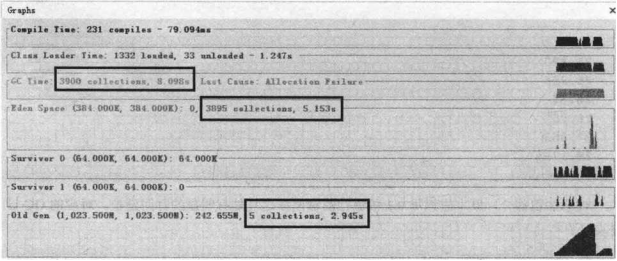 Graphs
Compile Time: 231 compiles - 79.094ms
Class Loader Time: 1332 loaded, 33 unloaded - 1.247s
GC Time: 3900 collections, 8.098s Last Cause: Allocation Failure
Eden Space (384.000K, 384.000K): 0, 3895 collections, 5.153s
Survivor 0 (64.000K, 64.000K): 64.000K
Survivor 1 (64.000K, 64.000K): 0
Old Gen (1,023.500M, 1,023.500M): 242.655M, 5 collections, 2.945s